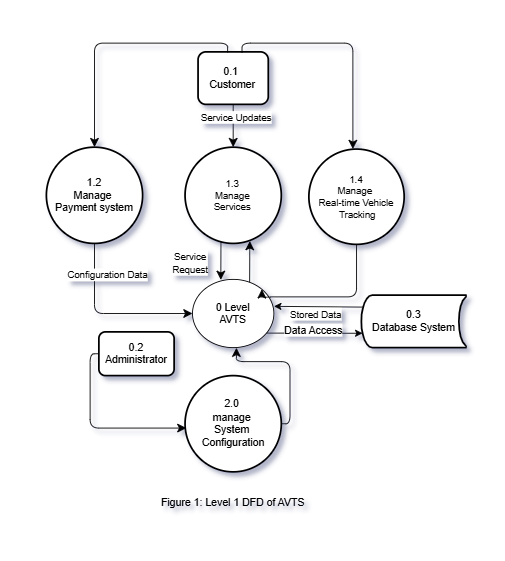 0.1
Customer
Service Updates
1.2
Manage
Payment system
1.3
Manage
Services
1.4
Manage
Real-time Vehicle
Tracking
Service
Request
Configuration Data
0 Level
AVTS
Stored Data
Data Access
0.3
Database System
0.2
Administrator
2.0
manage
System
Configuration
Figure 1: Level 1 DFD of AVTS